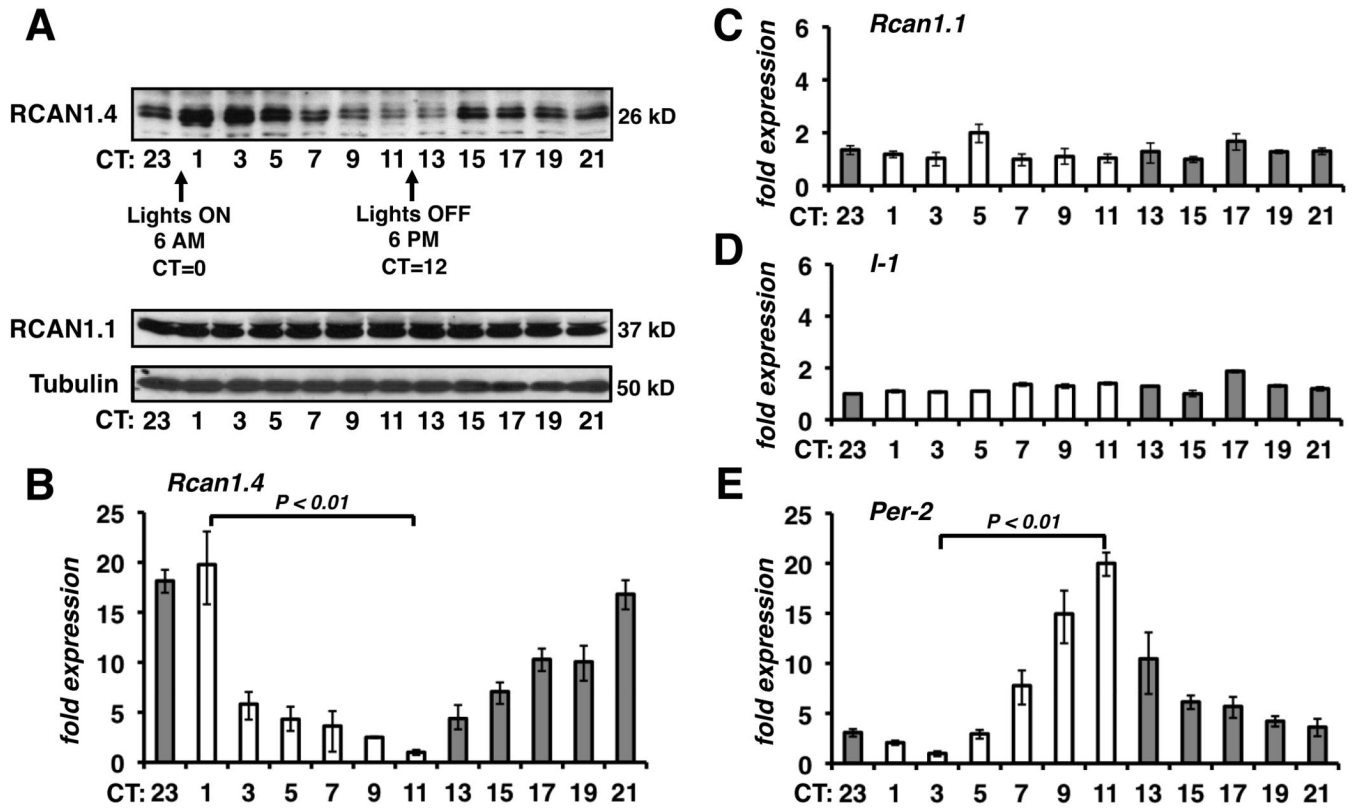 A
RCAN1.4
26 kD
CT: 23 1 3 5 7 9 11 13 15 17 19 21
Lights ON
6 AM
CT=0
Lights OFF
6 PM
CT=12
RCAN1.1
37 kD
Tubulin
50 kD
CT: 23 1 3 5 7 9 11 13 15 17 19 21
B
Rcan1.4
P < 0.01
fold expression
25
20
15
10
5
0
CT: 23 1 3 5 7 9 11 13 15 17 19 21
C
Rcan1.1
fold expression
6
4
2
0
CT: 23 1 3 5 7 9 11 13 15 17 19 21
D
I-1
fold expression
6
4
2
0
CT: 23 1 3 5 7 9 11 13 15 17 19 21
E
Per-2
P < 0.01
fold expression
25
20
15
10
5
0
CT: 23 1 3 5 7 9 11 13 15 17 19 21